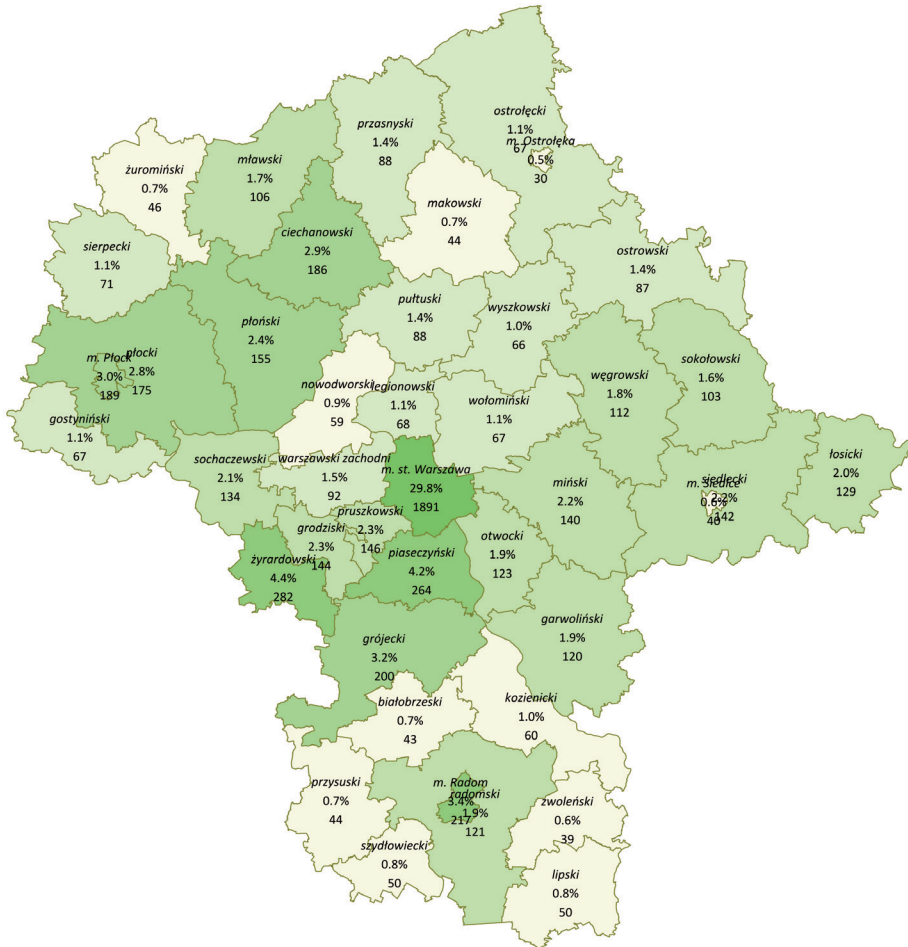 ostrołęcki
1.1%
67
m. Ostrołęka
0.5%
30
przasnyski
1.4%
88
mławski
1.7%
106
żuromiński
0.7%
46
makowski
0.7%
44
ciechanowski
2.9%
186
sierpecki
1.1%
71
ostrowski
1.4%
87
pułtuski
1.4%
88
wyszkowski
1.0%
66
płoński
2.4%
155
m. Płock
3.0%
189
płocki
2.8%
175
sokołowski
1.6%
103
węgrowski
1.8%
112
nowodworski
0.9%
59
legionowski
1.1%
68
wołomiński
1.1%
67
gostyniński
1.1%
67
łosicki
2.0%
129
sochaczewski
2.1%
134
warszawski zachodni
1.5%
92
m. st. Warszawa
29.8%
1891
miński
2.2%
140
m. Siedlce
0.6%
40
siedlecki
2.2%
142
pruszkowski
2.3%
146
grodziski
2.3%
144
otwocki
1.9%
123
żyrardowski
4.4%
282
piaseczyński
4.2%
264
garwoliński
1.9%
120
grójecki
3.2%
200
białobrzeski
0.7%
43
kozienicki
1.0%
60
przysuski
0.7%
44
m. Radom
3.4%
217
radomski
1.9%
121
zwoleński
0.6%
39
szydłowiecki
0.8%
50
lipski
0.8%
50